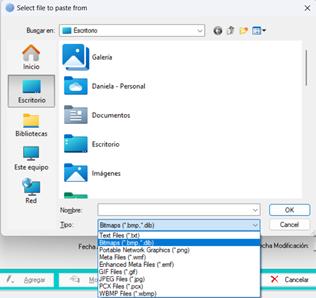 Select file to paste from
Buscar en: Escritorio
Inicio
Escritorio
Bibliotecas
Este equipo
Red
Galería
Daniela - Personal
Documentos
Escritorio
Imágenes
Nombre:
OK
Tipo: Bitmaps (*.bmp,*.dib)
Cancel
Text Files (*.txt)
Bitmaps (*.bmp,*.dib)
Portable Network Graphics (*.png)
Meta Files (*.wmf)
Enhanced Meta Files (*.emf)
GIF Files (*.gif)
JPEG Files (*.jpg)
PCX Files (*.pcx)
WBMP Files (*.wbmp)
Fecha
Fecha Modificación:
Agregar
Cancelar